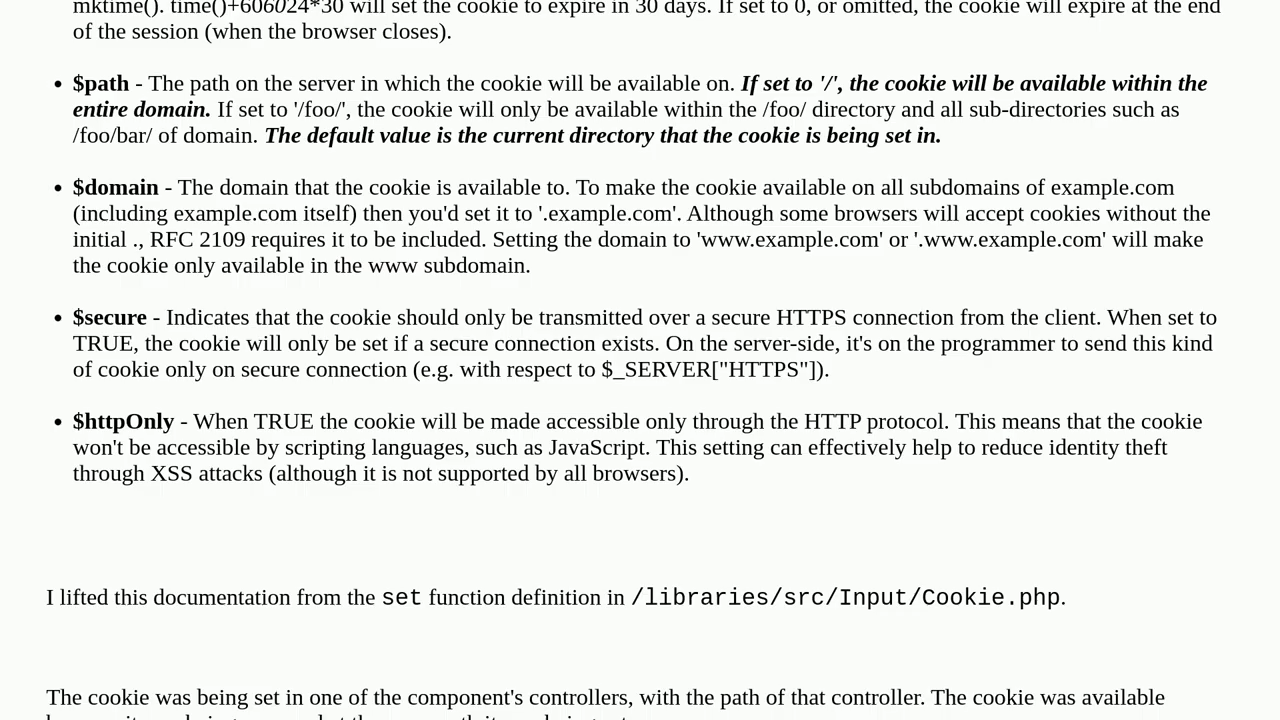 mktime(). time()+606024*30 will set the cookie to expire in 30 days. If set to 0, or omitted, the cookie will expire at the end
of the session (when the browser closes).
• $path - The path on the server in which the cookie will be available on. If set to '/', the cookie will be available within the
entire domain. If set to '/foo/', the cookie will only be available within the /foo/ directory and all sub-directories such as
/foo/bar/ of domain. The default value is the current directory that the cookie is being set in.
• $domain - The domain that the cookie is available to. To make the cookie available on all subdomains of example.com
(including example.com itself) then you'd set it to '.example.com'. Although some browsers will accept cookies without the
initial ., RFC 2109 requires it to be included. Setting the domain to 'www.example.com' or '.www.example.com' will make
the cookie only available in the www subdomain.
• $secure - Indicates that the cookie should only be transmitted over a secure HTTPS connection from the client. When set to
TRUE, the cookie will only be set if a secure connection exists. On the server-side, it's on the programmer to send this kind
of cookie only on secure connection (e.g. with respect to $_SERVER["HTTPS"]).
• $httpOnly - When TRUE the cookie will be made accessible only through the HTTP protocol. This means that the cookie
won't be accessible by scripting languages, such as JavaScript. This setting can effectively help to reduce identity theft
through XSS attacks (although it is not supported by all browsers).
I lifted this documentation from the set function definition in /libraries/src/Input/Cookie.php.
The cookie was being set in one of the component's controllers, with the path of that controller. The cookie was available